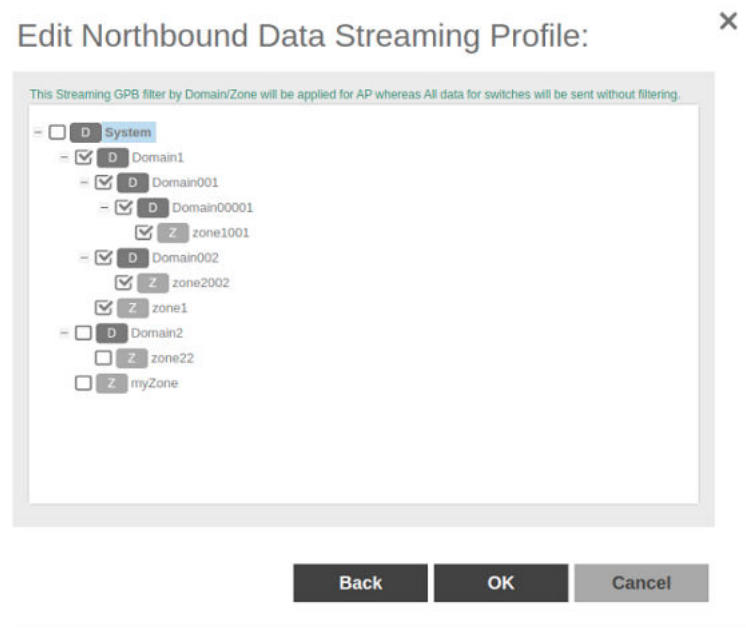 Edit Northbound Data Streaming Profile:
This Streaming GPB filter by Domain/Zone will be applied for AP whereas All data for switches will be sent without filtering.
D System
D Domain1
D Domain001
D Domain00001
Z zone1001
D Domain002
Z zone2002
Z zone1
D Domain2
Z zone22
Z myZone
Back OK Cancel